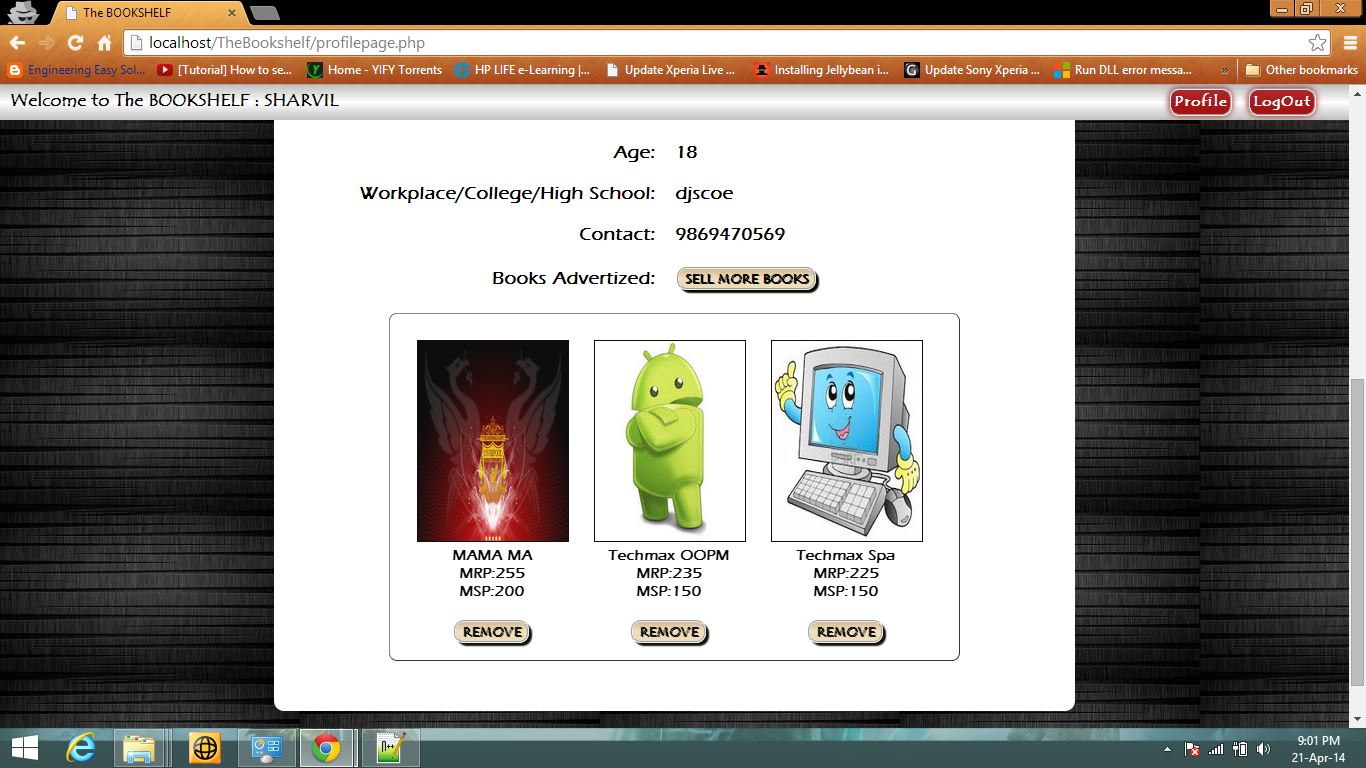 The BOOKSHELF
localhost/TheBookshelf/profilepage.php
Engineering Easy Sol... [Tutorial] How to se... Home - YIFY Torrents HP LIFE e-Learning |... Update Xperia Live ... Installing Jellybean i... Update Sony Xperia ... Run DLL error messa... » Other bookmarks
Welcome to The BOOKSHELF : SHARVIL Profile LogOut
Age: 18
Workplace/College/High School: djscoe
Contact: 9869470569
Books Advertized: SELL MORE BOOKS
MAMA MA Techmax OOPM Techmax Spa
MRP:255 MRP:235 MRP:225
MSP:200 MSP:150 MSP:150
REMOVE REMOVE REMOVE
9:01 PM
21-Apr-14